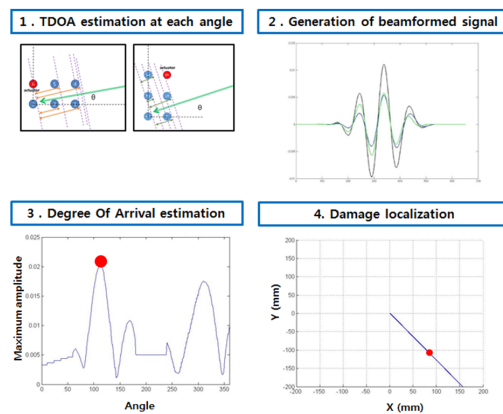 1 . TDOA estimation at each angle
2 . Generation of beamformed signal
actuator
θ
actuator
θ
3 . Degree Of Arrival estimation
4. Damage localization
Maximum amplitude
0.025
0.02
0.015
0.01
0.005
0
0 50 100 150 200 250 300 350
Angle
Y (mm)
200
150
100
50
0
-50
-100
-150
-200
-200 -150 -100 -50 0 50 100 150 200
X (mm)